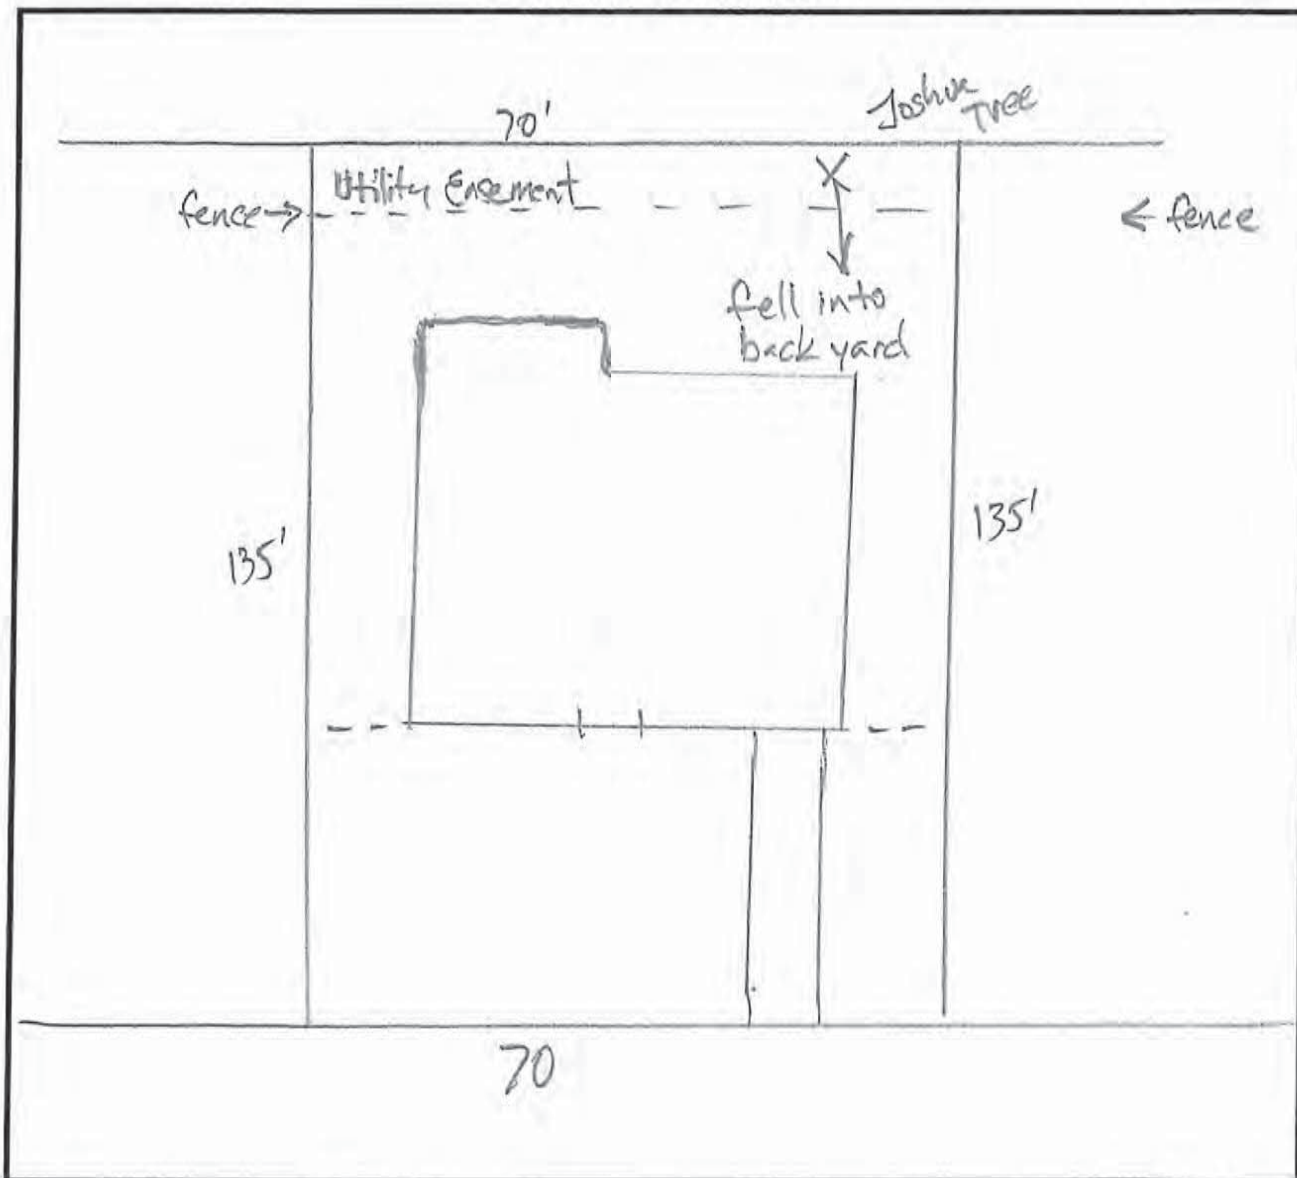 Joshua
Tree
70'
Utility Easement
fence
fence
fell into
back yard
135'
135'
70